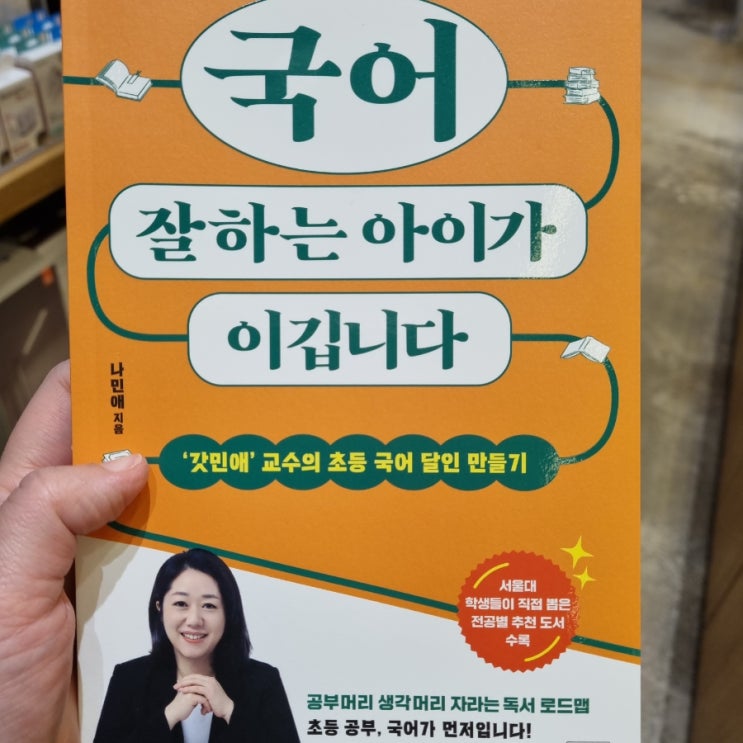 국어
잘하는 아이가
이깁니다
나민애 지음
‘갓민애’ 교수의 초등 국어 달인 만들기
서울대
학생들이 직접 뽑은
전공별 추천 도서
수록
공부머리 생각머리 자라는 독서 로드맵
초등 공부, 국어가 먼저입니다!